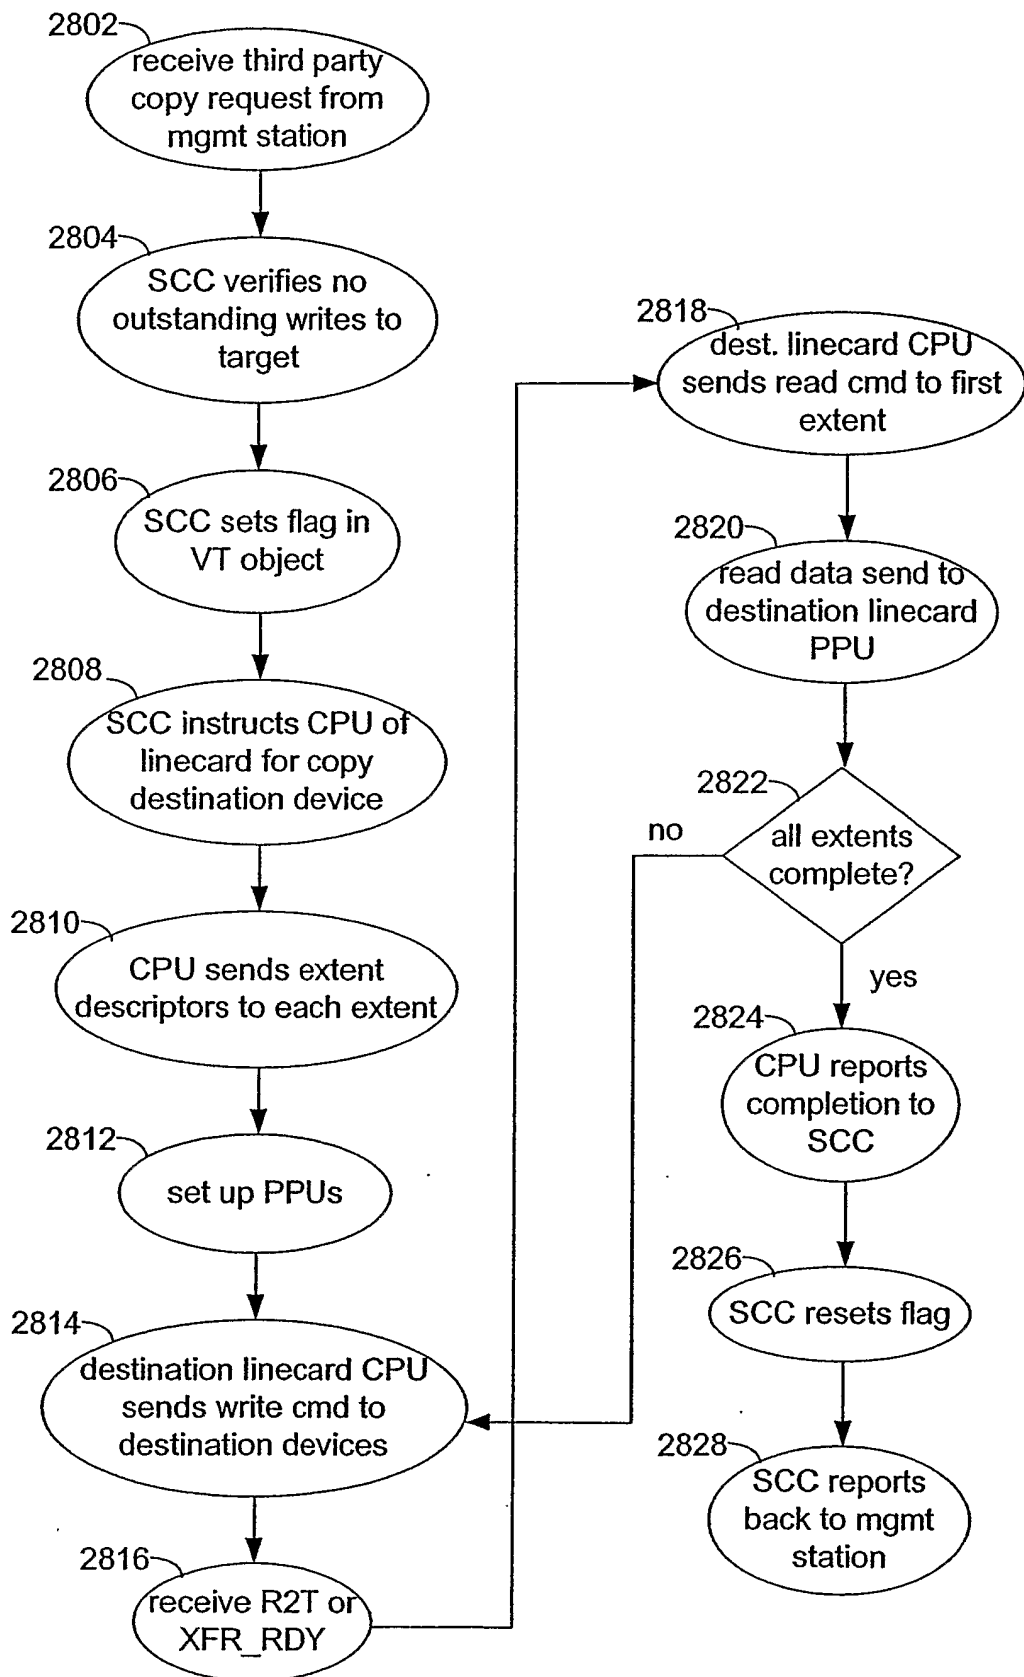 2802
receive third party
copy request from
mgmt station
2804
SCC verifies no
outstanding writes to
target
2806
SCC sets flag in
VT object
2808
SCC instructs CPU of
linecard for copy
destination device
2810
CPU sends extent
descriptors to each extent
2812
set up PPUs
2814
destination linecard CPU
sends write cmd to
destination devices
2816
receive R2T or
XFR_RDY
2818
dest. linecard CPU
sends read cmd to first
extent
2820
read data send to
destination linecard
PPU
2822
all extents
complete?
no
yes
2824
CPU reports
completion to
SCC
2826
SCC resets flag
2828
SCC reports
back to mgmt
station